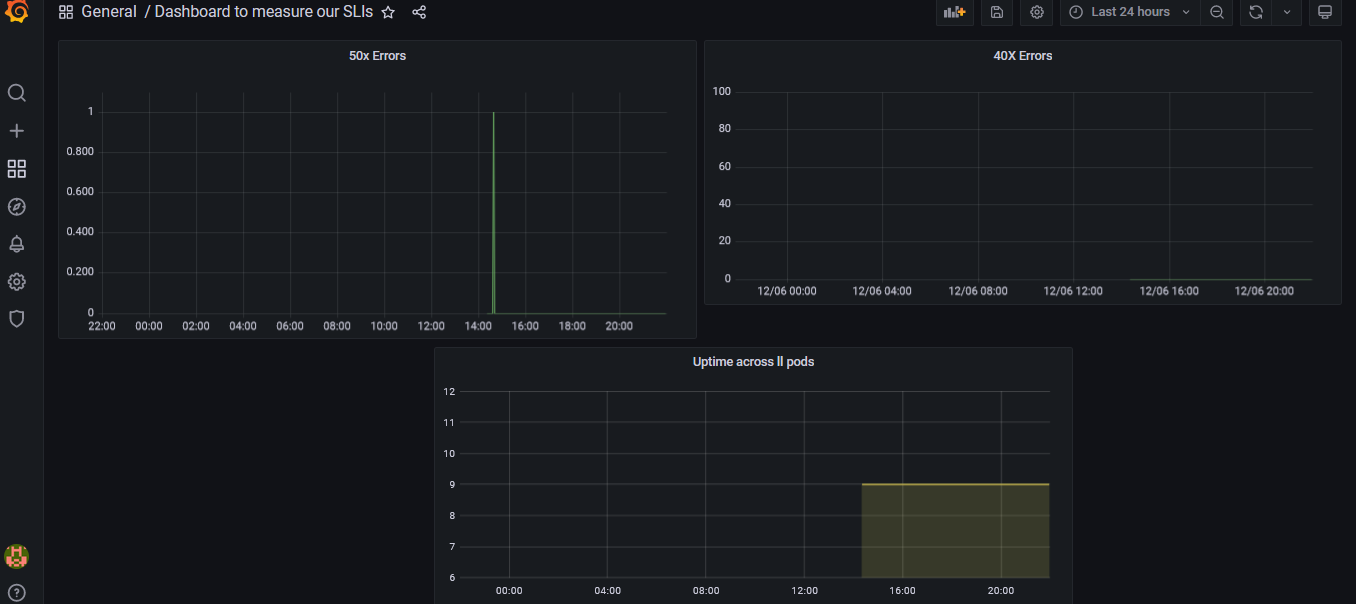 General / Dashboard to measure our SLIs
Last 24 hours
50x Errors
1
0.800
0.600
0.400
0.200
0
22:00 00:00 02:00 04:00 06:00 08:00 10:00 12:00 14:00 16:00 18:00 20:00
40X Errors
100
80
60
40
20
0
12/06 00:00 12/06 04:00 12/06 08:00 12/06 12:00 12/06 16:00 12/06 20:00
Uptime across ll pods
12
11
10
9
8
7
6
00:00 04:00 08:00 12:00 16:00 20:00